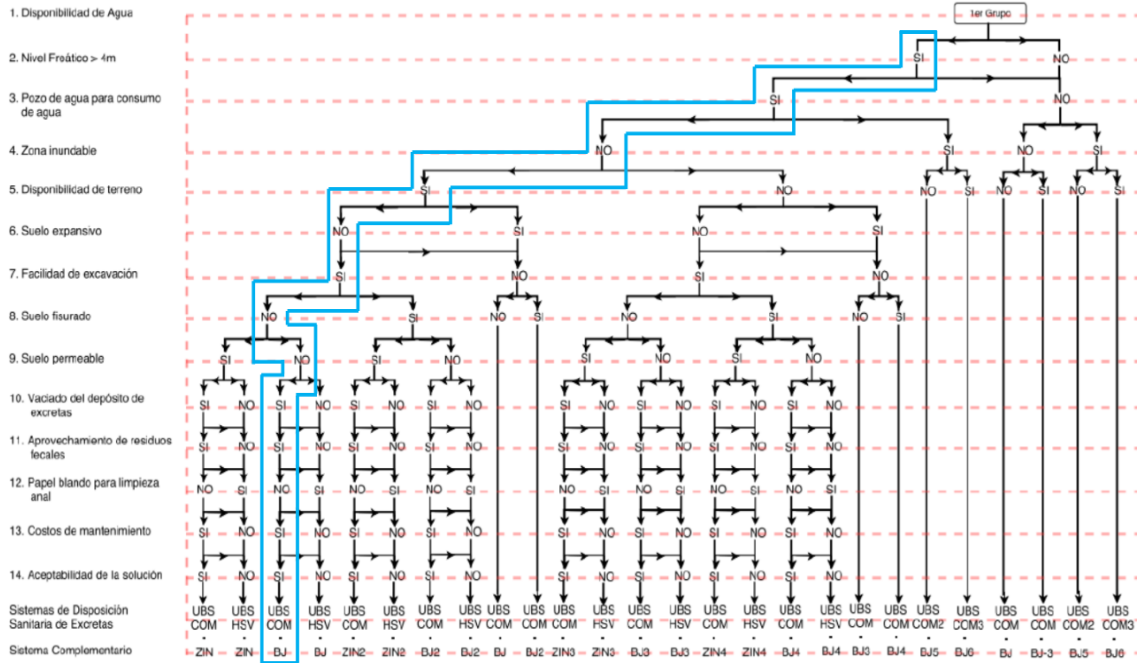 1. Disponibilidad de Agua
1er Grupo
2. Nivel Freático > 4m
SI NO
3. Pozo de agua para consumo
de agua
SI NO
4. Zona inundable
NO SI NO SI
5. Disponibilidad de terreno
SI NO NO SI NO SI NO SI
6. Suelo expansivo
NO SI NO SI
7. Facilidad de excavación
SI NO SI NO
8. Suelo fisurado
NO SI NO SI NO SI NO SI
9. Suelo permeable
SI NO SI NO SI NO SI NO
10. Vaciado del depósito de
excretas
SI NO SI NO SI NO SI NO SI NO SI NO SI NO SI NO
11. Aprovechamiento de residuos
fecales
SI NO SI NO SI NO SI NO SI NO SI NO SI NO SI NO
12. Papel blando para limpieza
anal
NO SI NO SI NO SI NO SI NO SI NO SI NO SI NO SI
13. Costos de mantenimiento
SI NO SI NO SI NO SI NO SI NO SI NO SI NO SI NO
14. Aceptabilidad de la solución
SI NO SI NO SI NO SI NO SI NO SI NO SI NO SI NO
Sistemas de Disposición
Sanitaria de Excretas
UBS UBS UBS UBS UBS UBS UBS UBS UBS UBS UBS UBS UBS UBS UBS UBS UBS UBS UBS UBS UBS UBS UBS UBS UBS UBS
COM HSV COM HSV COM HSV COM HSV COM COM COM HSV COM HSV COM HSV COM HSV COM COM COM2 COM3 COM COM COM2 COM3
Sistema Complementario
ZIN ZIN BJ BJ ZIN2 ZIN2 BJ2 BJ2 BJ BJ2 ZIN3 ZIN3 BJ3 BJ3 ZIN4 ZIN4 BJ4 BJ4 BJ3 BJ4 BJ5 BJ6 BJ BJ-3 BJ5 BJ6